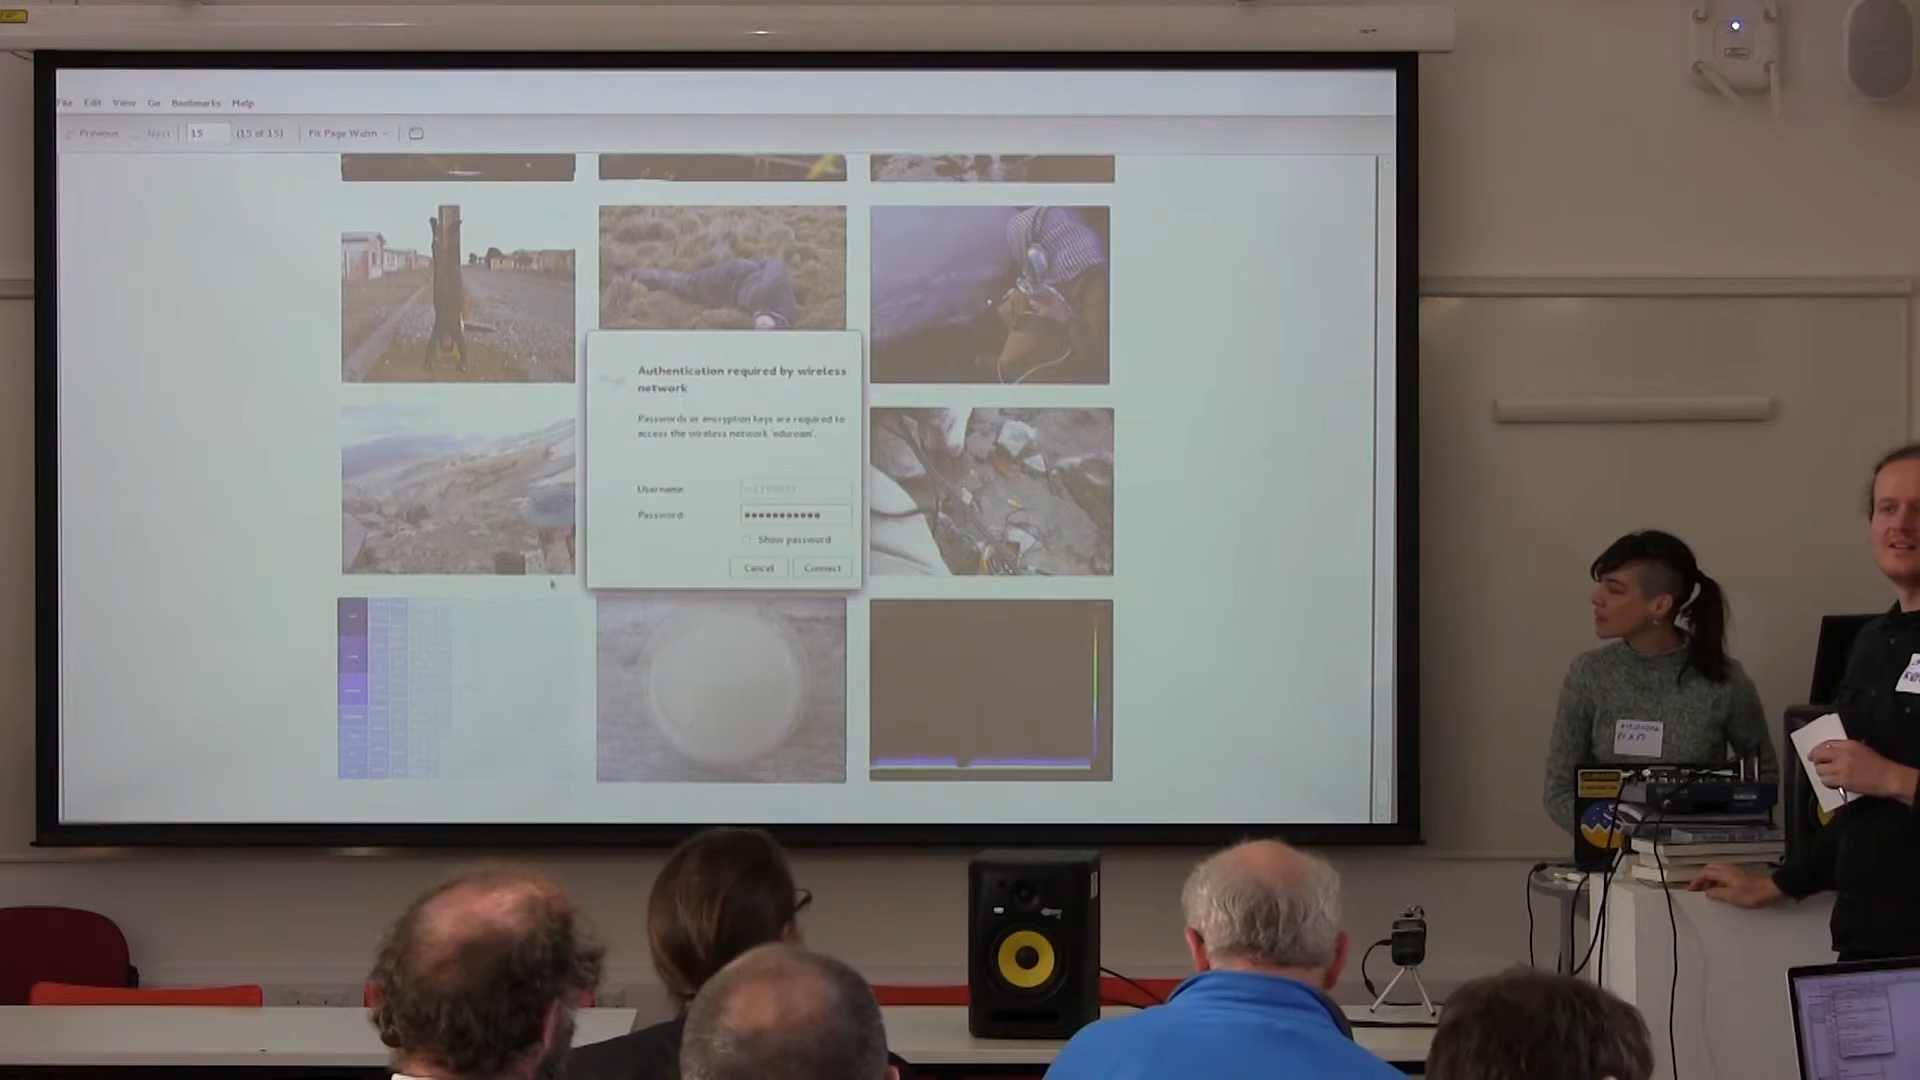 File Edit View Go Bookmarks Help
Previous Next 15 (15 of 15) Fit Page Width
Authentication required by wireless
network
Passwords or encryption keys are required to
access the wireless network 'eduroam'.
Username:
Password:
Show password
Cancel Connect